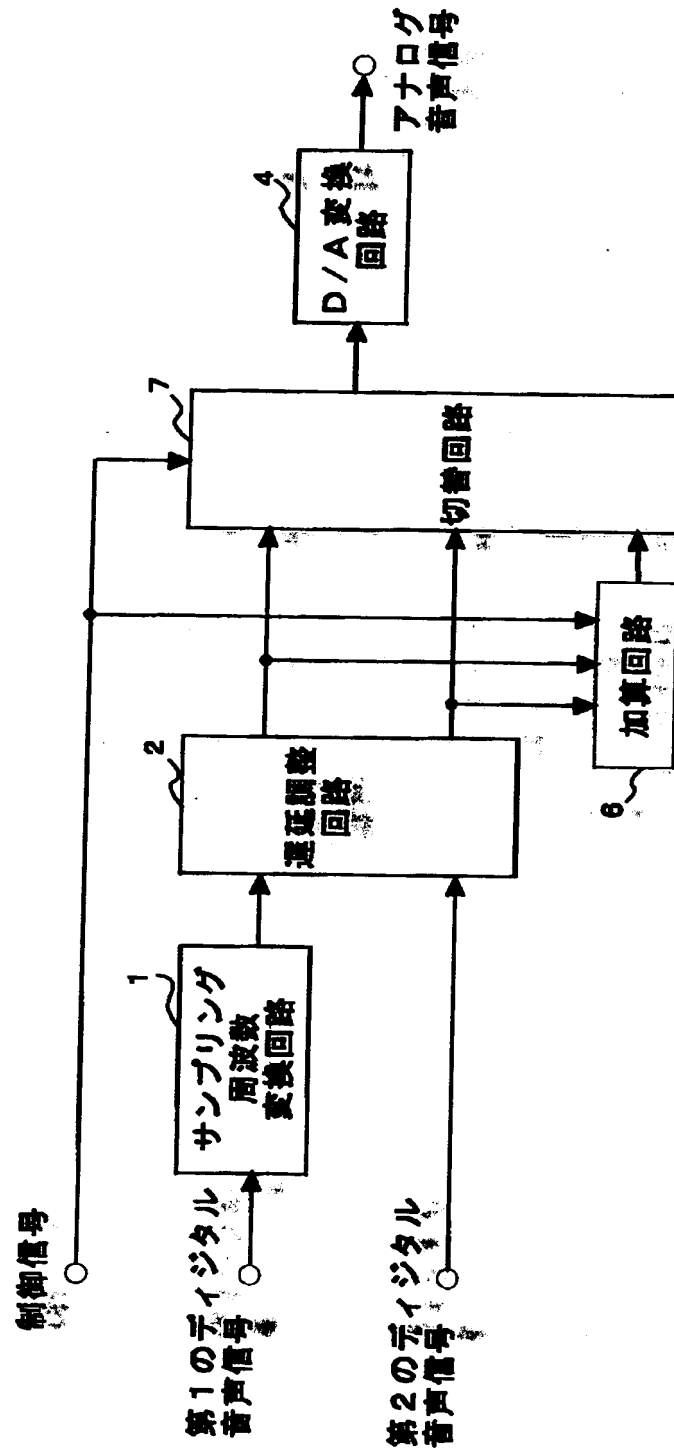 制御信号
第1のディジタル
音声信号
第2のディジタル
音声信号
1
サンプリング
周波数
変換回路
2
遅延調整
回路
6
加算回路
7
切替回路
4
D/A変換
回路
アナログ
音声信号